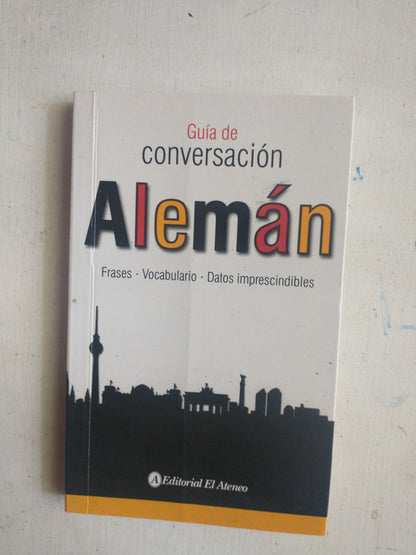 Guía de
conversación
Alemán
Frases · Vocabulario · Datos imprescindibles
A Editorial El Ateneo